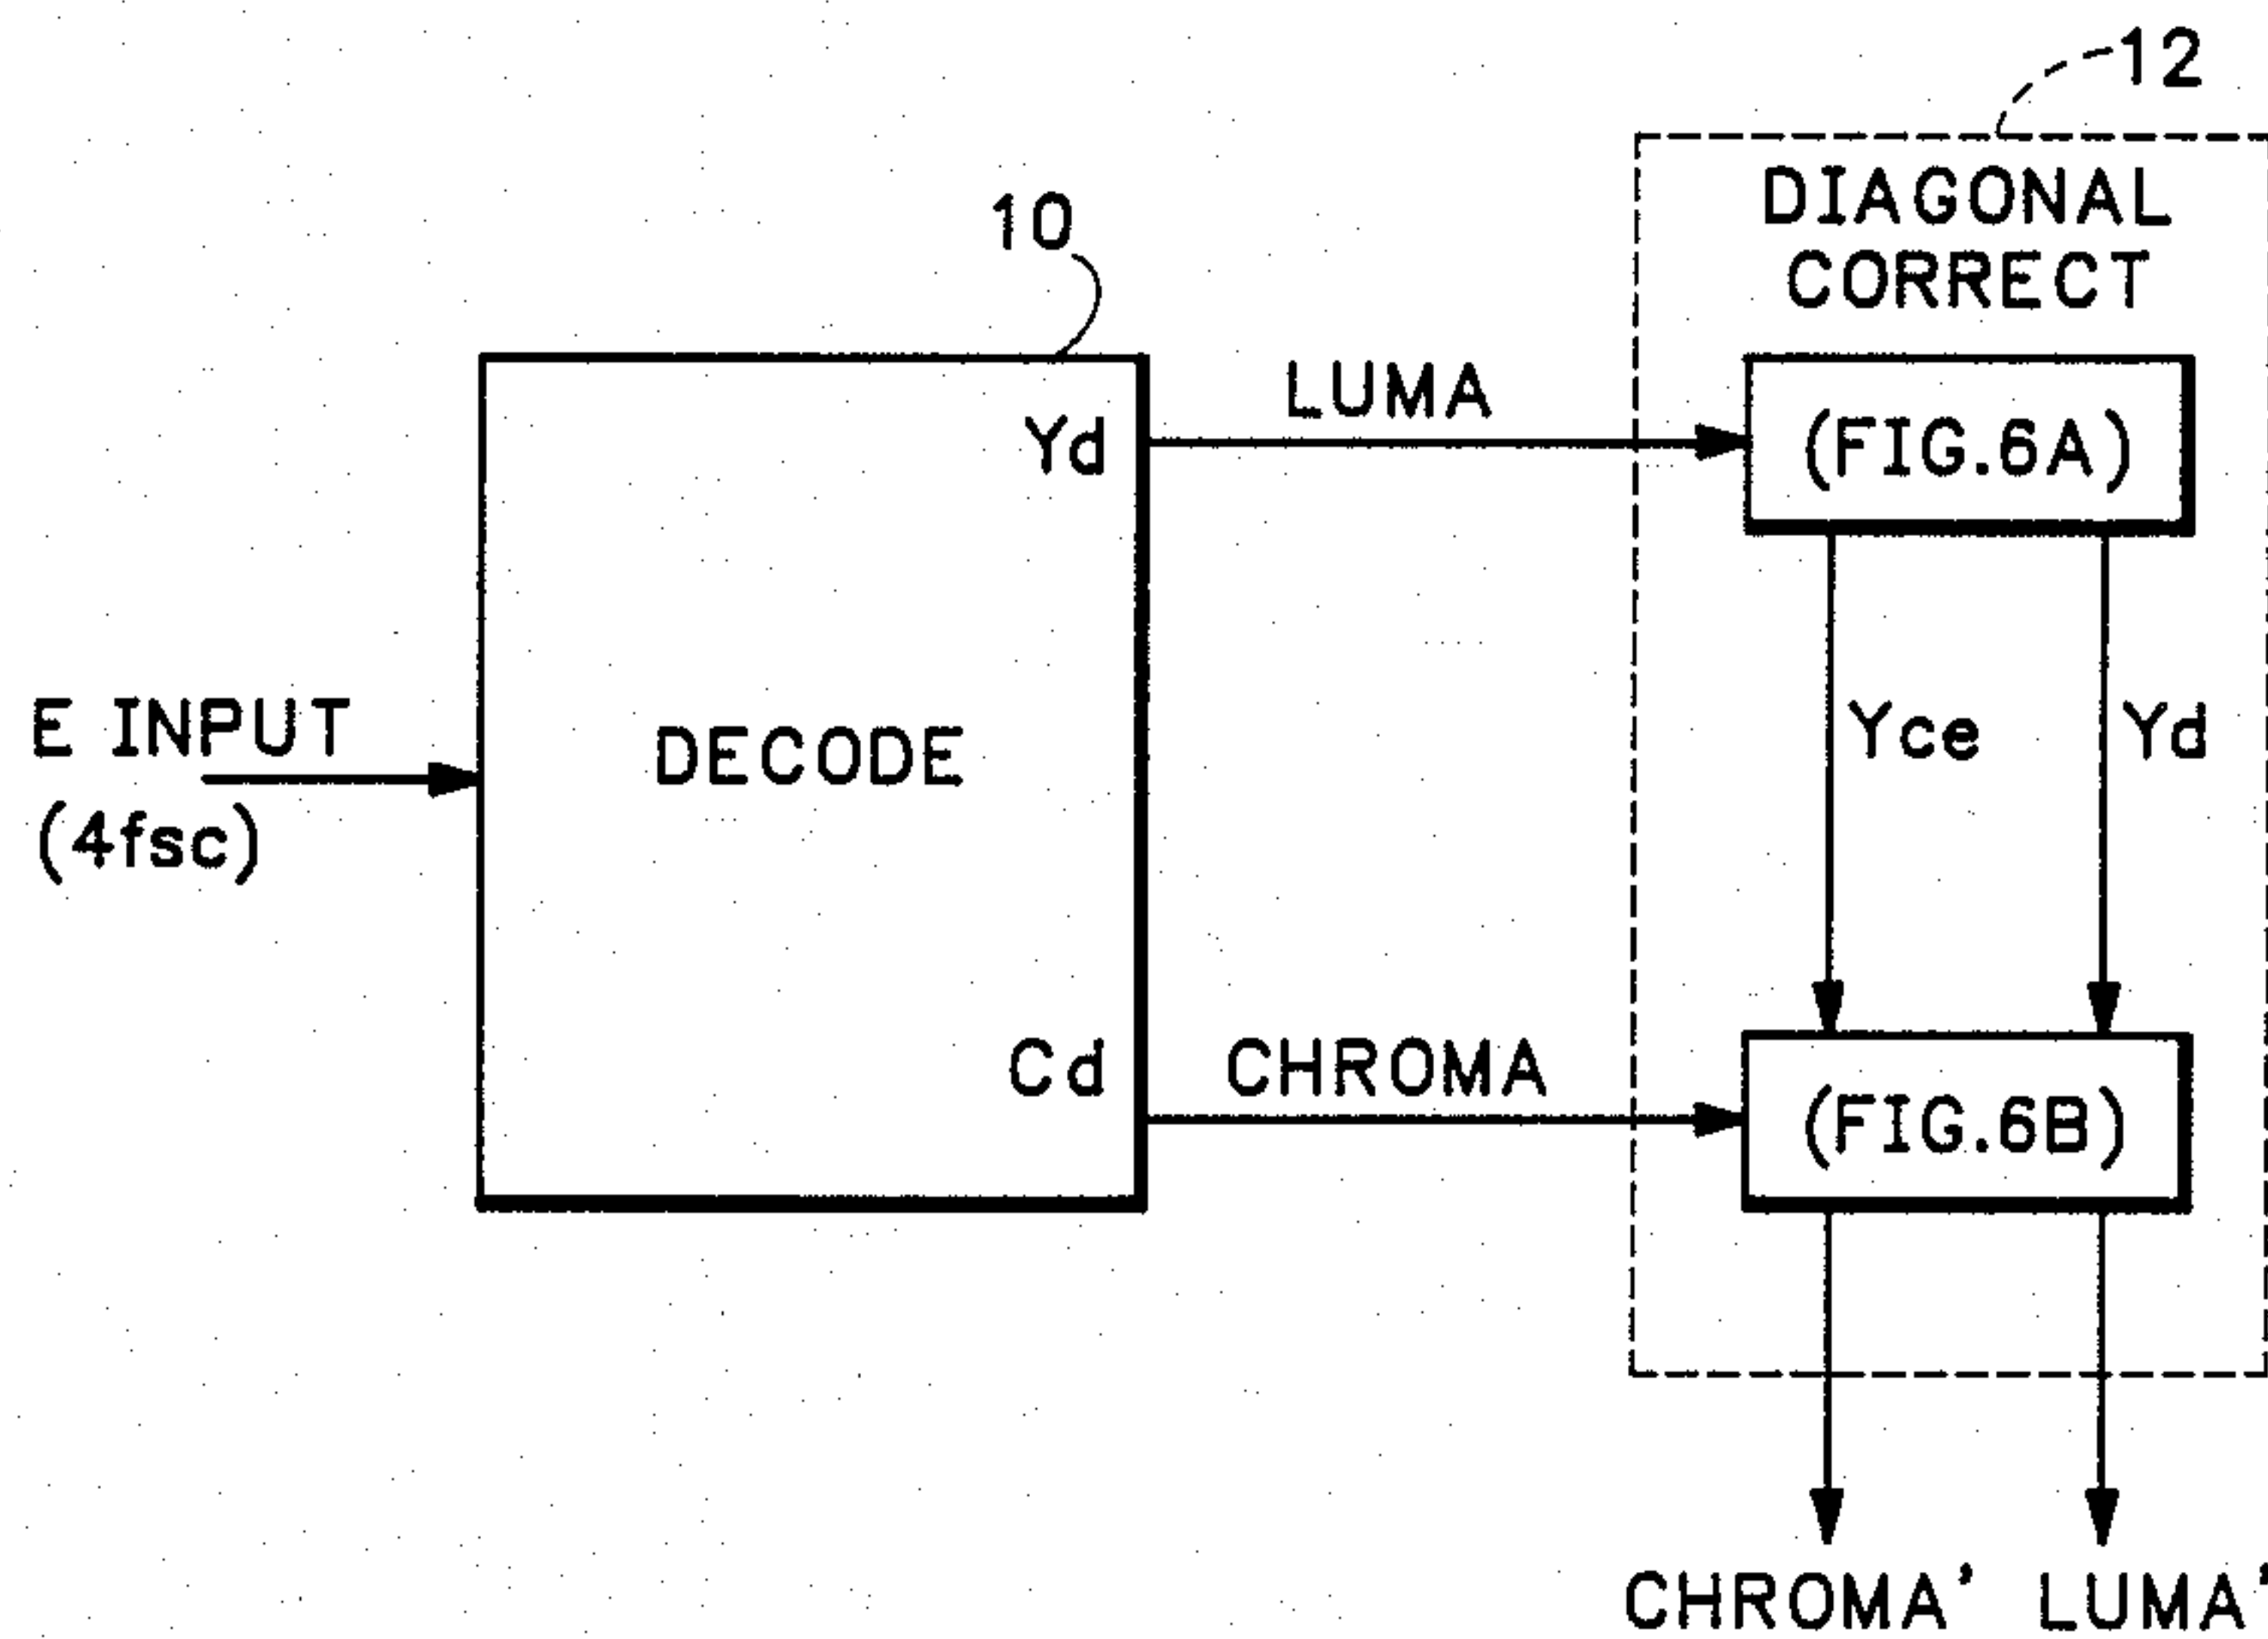 12
DIAGONAL
CORRECT
10
LUMA
Yd
(FIG.6A)
E INPUT
(4fsc)
DECODE
Yce
Yd
Cd
CHROMA
(FIG.6B)
CHROMA'
LUMA'